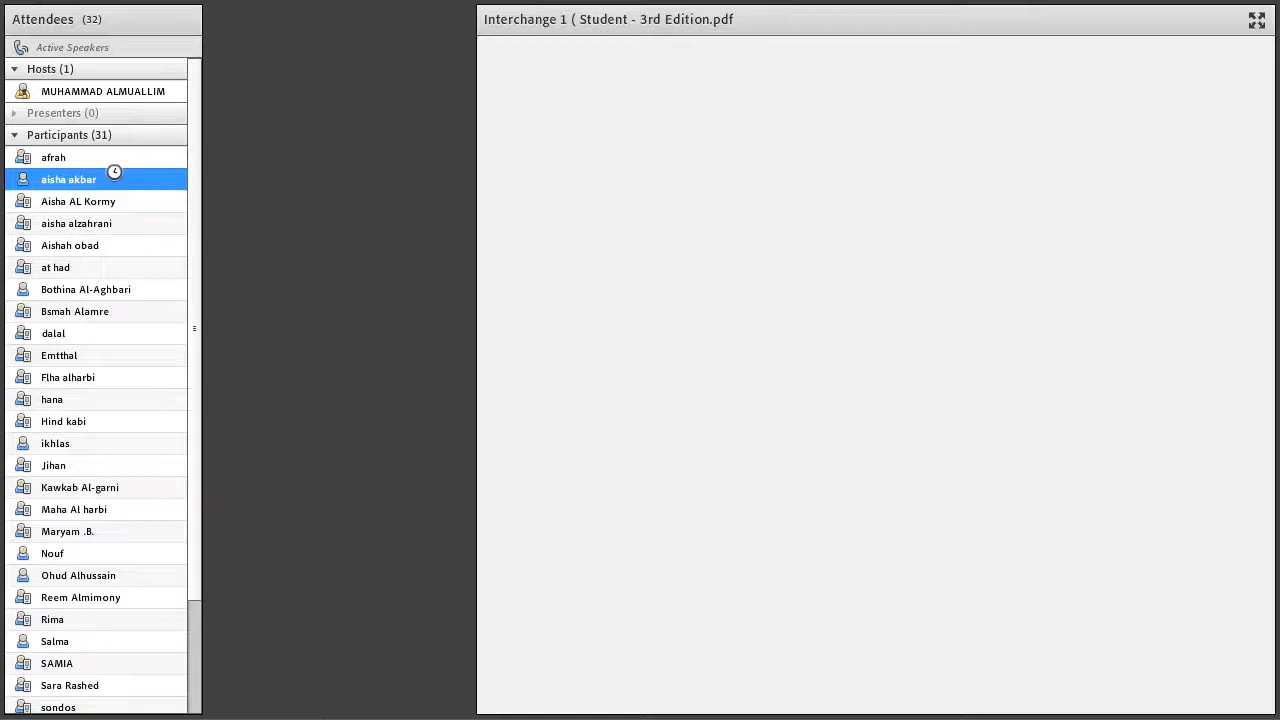 Attendees (32)
Active Speakers
Hosts (1)
MUHAMMAD ALMUALLIM
Presenters (0)
Participants (31)
afrah
aisha akbar
Aisha AL Kormy
aisha alzahrani
Aishah obad
at had
Bothina Al-Aghbari
Bsmah Alamre
dalal
Emtthal
Flha alharbi
hana
Hind kabi
ikhlas
Jihan
Kawkab Al-garni
Maha Al harbi
Maryam .B.
Nouf
Ohud Alhussain
Reem Almimony
Rima
Salma
SAMIA
Sara Rashed
sondos
Interchange 1 ( Student - 3rd Edition.pdf